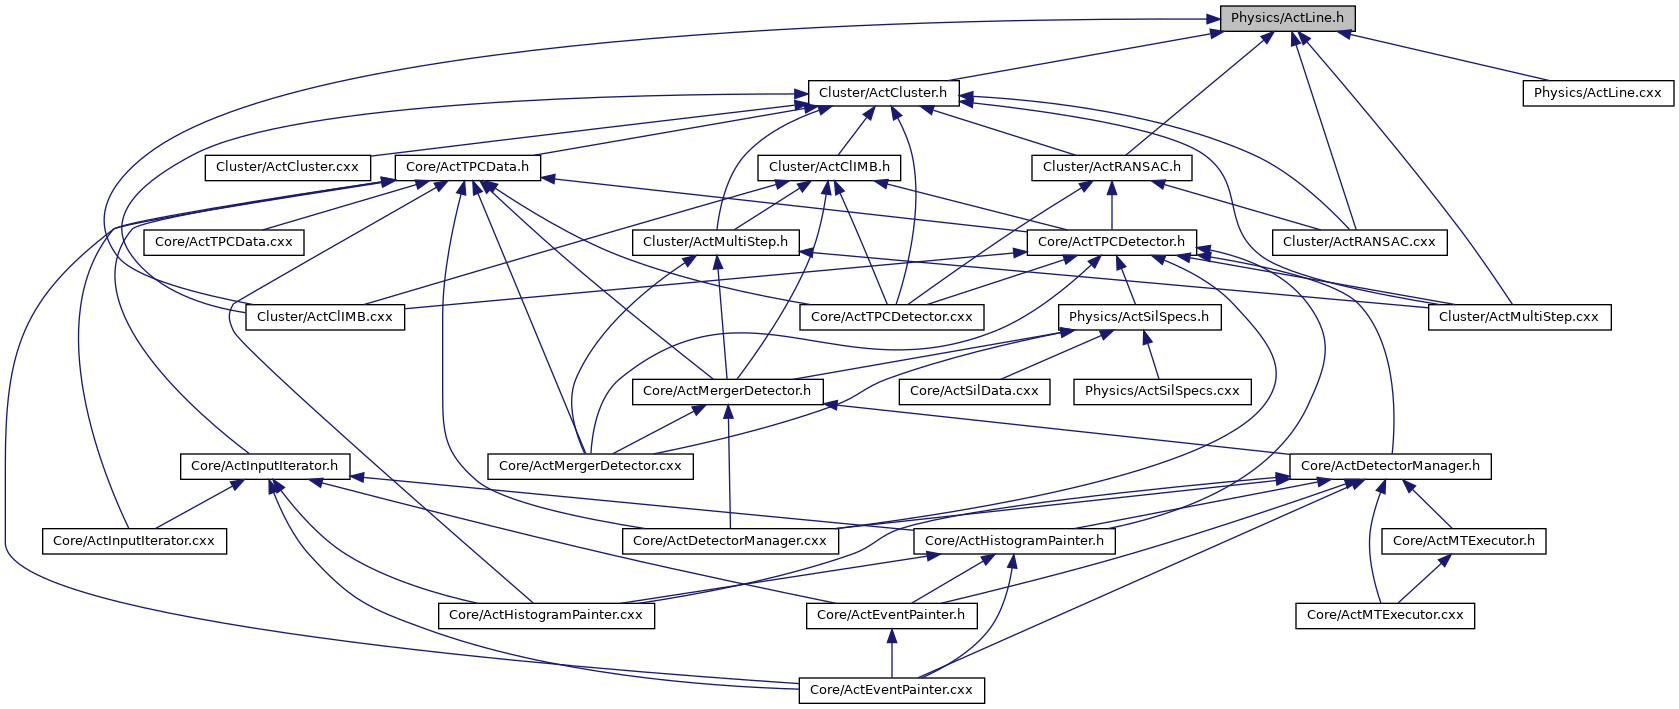 Physics/ActLine.h
Cluster/ActCluster.h
Physics/ActLine.cxx
Cluster/ActCluster.cxx
Core/ActTPCData.h
Cluster/ActClIMB.h
Cluster/ActRANSAC.h
Core/ActTPCData.cxx
Cluster/ActMultiStep.h
Core/ActTPCDetector.h
Cluster/ActRANSAC.cxx
Cluster/ActClIMB.cxx
Core/ActTPCDetector.cxx
Physics/ActSilSpecs.h
Cluster/ActMultiStep.cxx
Core/ActMergerDetector.h
Core/ActSilData.cxx
Physics/ActSilSpecs.cxx
Core/ActInputIterator.h
Core/ActMergerDetector.cxx
Core/ActDetectorManager.h
Core/ActInputIterator.cxx
Core/ActDetectorManager.cxx
Core/ActHistogramPainter.h
Core/ActMTExecutor.h
Core/ActHistogramPainter.cxx
Core/ActEventPainter.h
Core/ActMTExecutor.cxx
Core/ActEventPainter.cxx